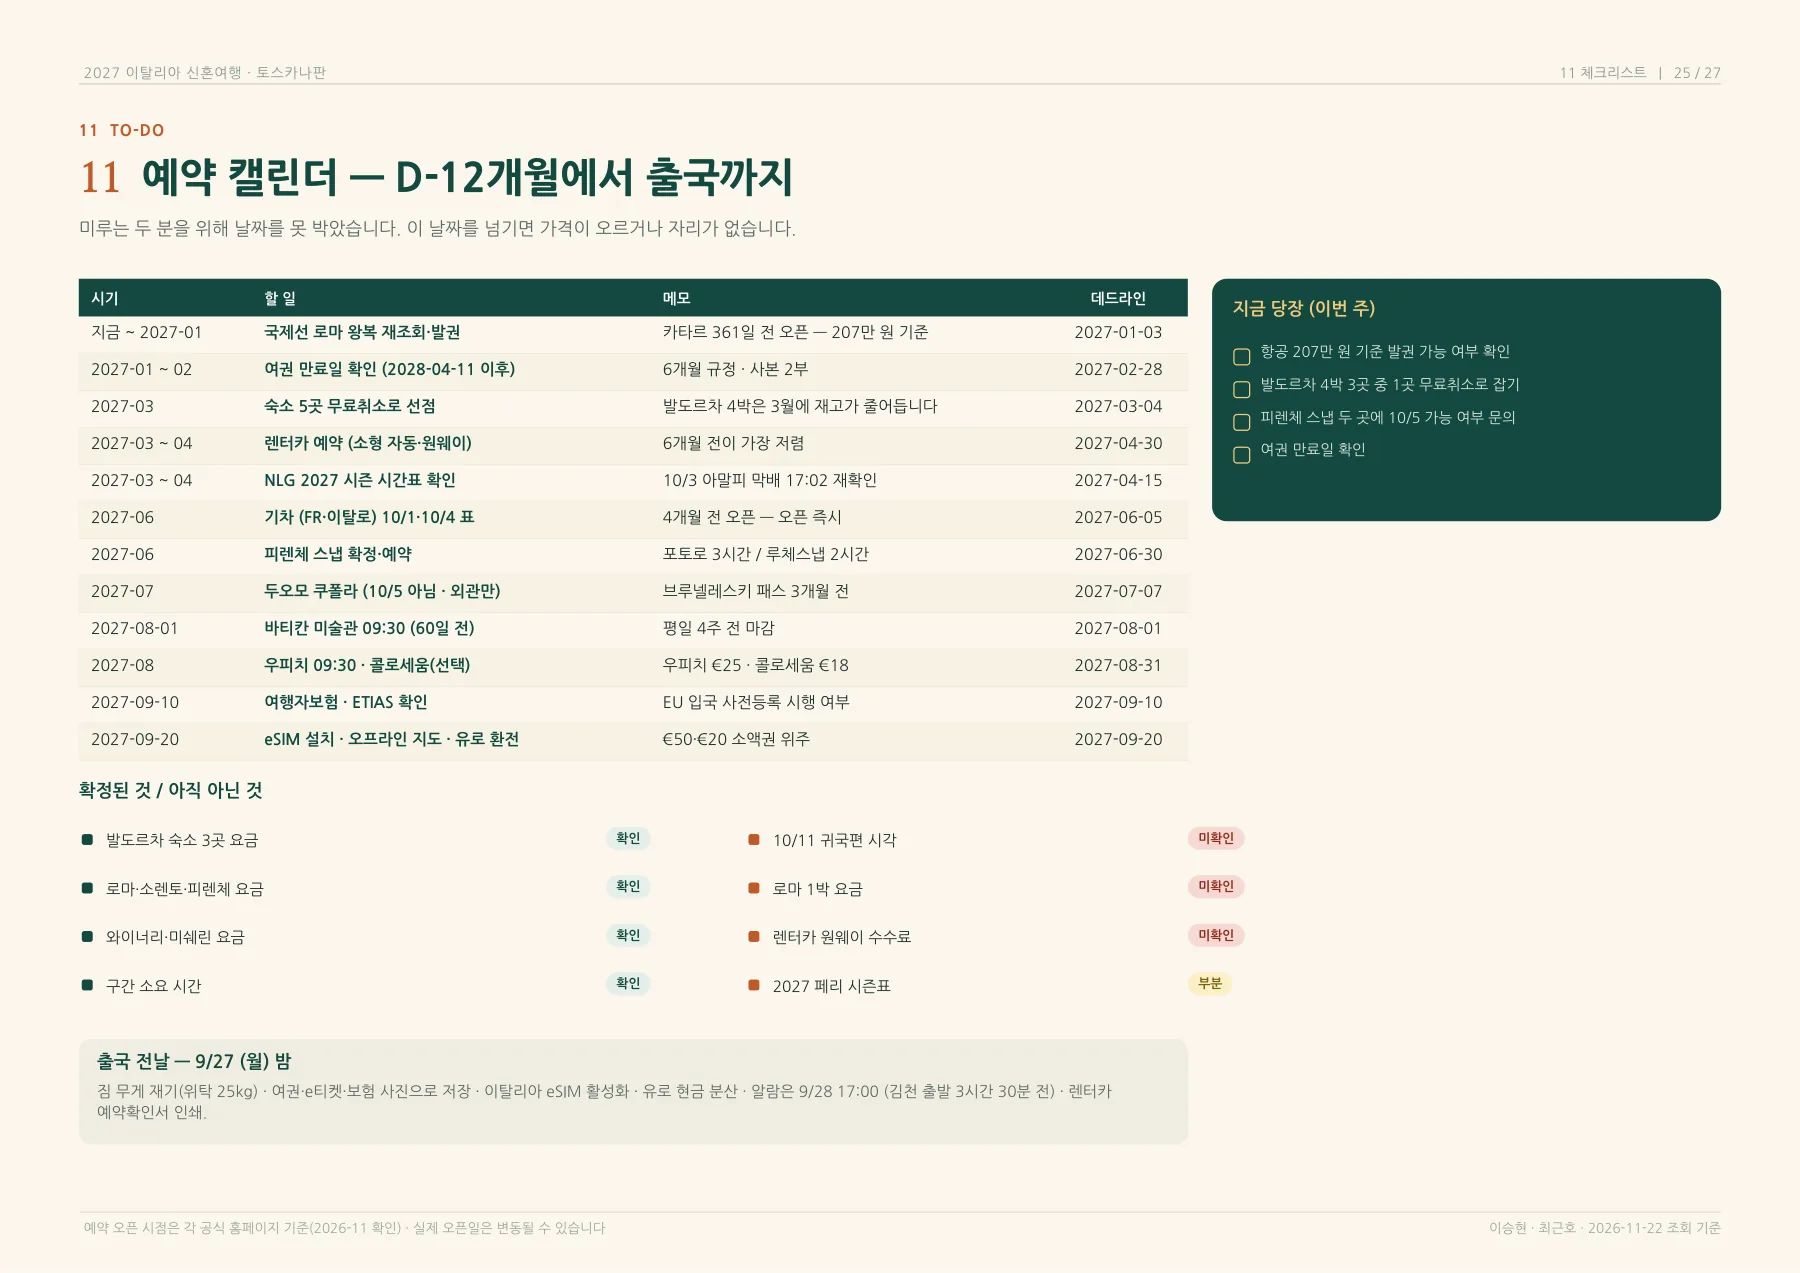 2027 이탈리아 신혼여행 · 토스카나판
11 체크리스트 | 25 / 27
11 TO-DO
11 예약 캘린더 — D-12개월에서 출국까지
미루는 두 분을 위해 날짜를 못 박았습니다. 이 날짜를 넘기면 가격이 오르거나 자리가 없습니다.
시기 할 일 메모 데드라인
지금 ~ 2027-01 국제선 로마 왕복 재조회·발권 카타르 361일 전 오픈 — 207만 원 기준 2027-01-03
2027-01 ~ 02 여권 만료일 확인 (2028-04-11 이후) 6개월 규정 · 사본 2부 2027-02-28
2027-03 숙소 5곳 무료취소로 선점 발도르차 4박은 3월에 재고가 줄어듭니다 2027-03-04
2027-03 ~ 04 렌터카 예약 (소형 자동·원웨이) 6개월 전이 가장 저렴 2027-04-30
2027-03 ~ 04 NLG 2027 시즌 시간표 확인 10/3 아말피 막배 17:02 재확인 2027-04-15
2027-06 기차 (FR·이탈로) 10/1·10/4 표 4개월 전 오픈 — 오픈 즉시 2027-06-05
2027-06 피렌체 스냅 확정·예약 포토로 3시간 / 루체스냅 2시간 2027-06-30
2027-07 두오모 쿠폴라 (10/5 아님 · 외관만) 브루넬레스키 패스 3개월 전 2027-07-07
2027-08-01 바티칸 미술관 09:30 (60일 전) 평일 4주 전 마감 2027-08-01
2027-08 우피치 09:30 · 콜로세움(선택) 우피치 €25 · 콜로세움 €18 2027-08-31
2027-09-10 여행자보험 · ETIAS 확인 EU 입국 사전등록 시행 여부 2027-09-10
2027-09-20 eSIM 설치 · 오프라인 지도 · 유로 환전 €50·€20 소액권 위주 2027-09-20
지금 당장 (이번 주)
항공 207만 원 기준 발권 가능 여부 확인
발도르차 4박 3곳 중 1곳 무료취소로 잡기
피렌체 스냅 두 곳에 10/5 가능 여부 문의
여권 만료일 확인
확정된 것 / 아직 아닌 것
발도르차 숙소 3곳 요금 확인 10/11 귀국편 시각 미확인
로마·소렌토·피렌체 요금 확인 로마 1박 요금 미확인
와이너리·미쉐린 요금 확인 렌터카 원웨이 수수료 미확인
구간 소요 시간 확인 2027 페리 시즌표 부분
출국 전날 — 9/27 (월) 밤
짐 무게 재기(위탁 25kg) · 여권·e티켓·보험 사진으로 저장 · 이탈리아 eSIM 활성화 · 유로 현금 분산 · 알람은 9/28 17:00 (김천 출발 3시간 30분 전) · 렌터카
예약확인서 인쇄.
예약 오픈 시점은 각 공식 홈페이지 기준(2026-11 확인) · 실제 오픈일은 변동될 수 있습니다
이승현 · 최근호 · 2026-11-22 조회 기준